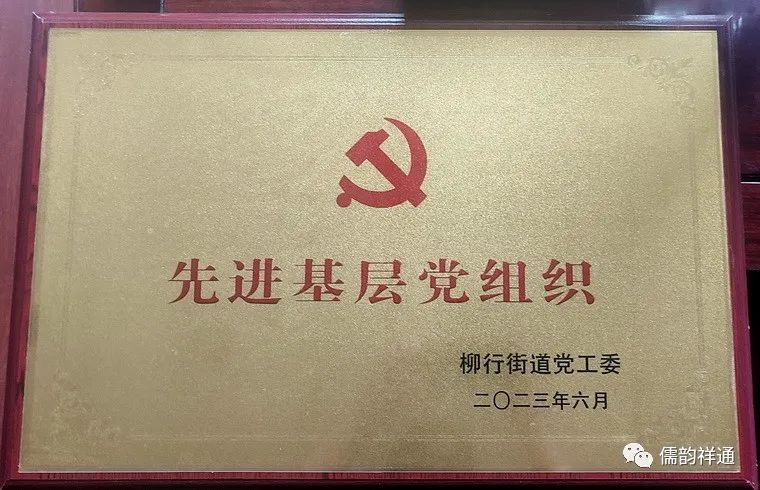 先进基层党组织
柳行街道党工委
二〇二三年六月
儒韵祥通